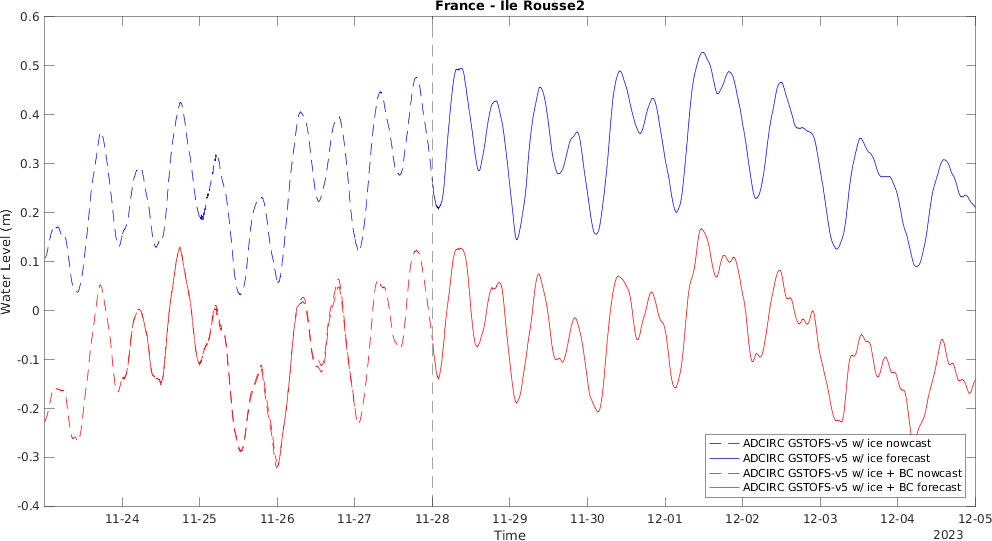 France - Ile Rousse2
Water Level (m)
0.6
0.5
0.4
0.3
0.2
0.1
0
-0.1
-0.2
-0.3
-0.4
ADCIRC GSTOFS-v5 w/ ice nowcast
ADCIRC GSTOFS-v5 w/ ice forecast
ADCIRC GSTOFS-v5 w/ ice + BC nowcast
ADCIRC GSTOFS-v5 w/ ice + BC forecast
11-24 11-25 11-26 11-27 11-28 11-29 11-30 12-01 12-02 12-03 12-04 12-05
Time
2023